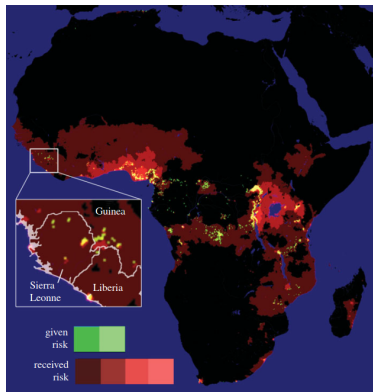 Guinea
Sierra
Leonne
Liberia
given
risk
received
risk